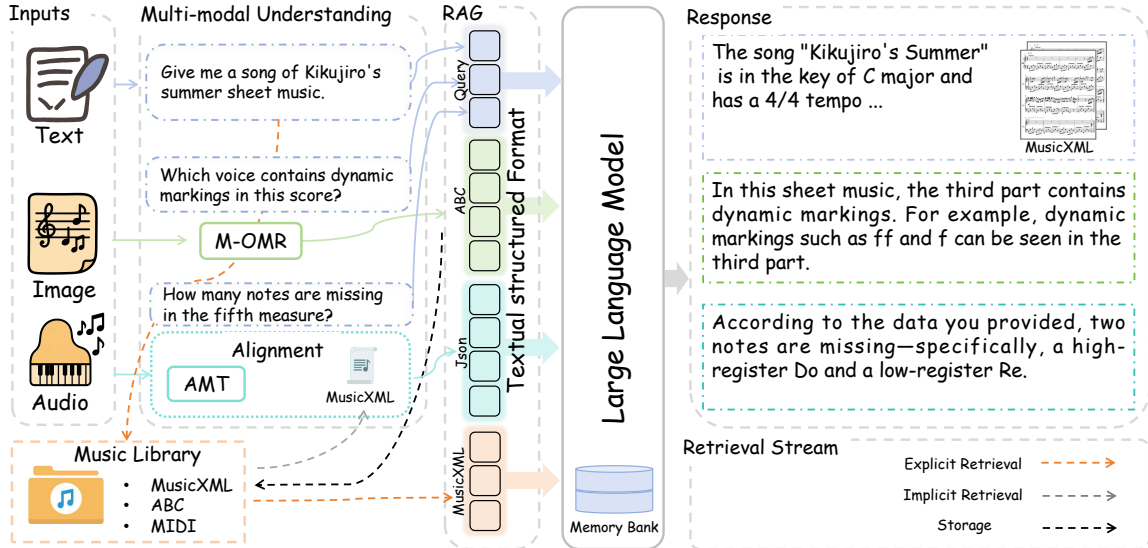 Inputs
Text
Image
Audio
Multi-modal Understanding
Give me a song of Kikujiro's
summer sheet music.
Which voice contains dynamic
markings in this score?
M-OMR
How many notes are missing
in the fifth measure?
Alignment
AMT
MusicXML
Music Library
• MusicXML
• ABC
• MIDI
RAG
Query
ABC
Json
MusicXML
Textual structured Format
Large Language Model
Memory Bank
Response
The song "Kikujiro's Summer"
is in the key of C major and
has a 4/4 tempo ...
MusicXML
In this sheet music, the third part contains
dynamic markings. For example, dynamic
markings such as ff and f can be seen in the
third part.
According to the data you provided, two
notes are missing—specifically, a high-
register Do and a low-register Re.
Retrieval Stream
Explicit Retrieval
Implicit Retrieval
Storage